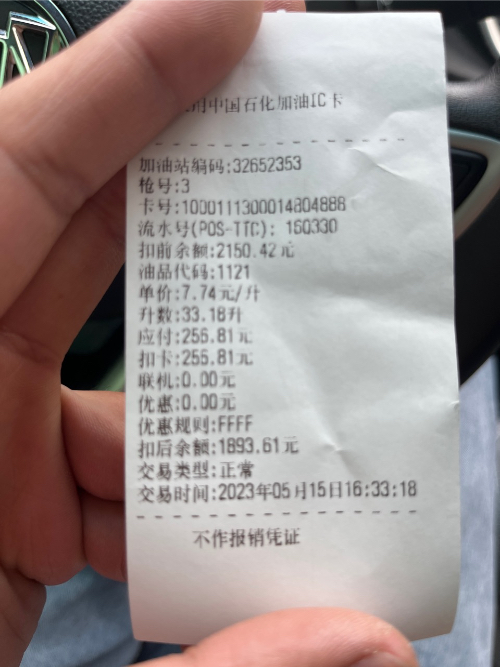 用中国石化加油IC卡
加油站编码:32652353
枪号:3
卡号:1000111300014804888
流水号(POS-TTC): 160330
扣前余额:2150.42元
油品代码:1121
单价:7.74元/升
升数:33.18升
应付:256.81元
扣卡:256.81元
联机:0.00元
优惠:0.00元
优惠规则:FFFF
扣后余额:1893.61元
交易类型:正常
交易时间:2023年05月15日16:33:18
不作报销凭证